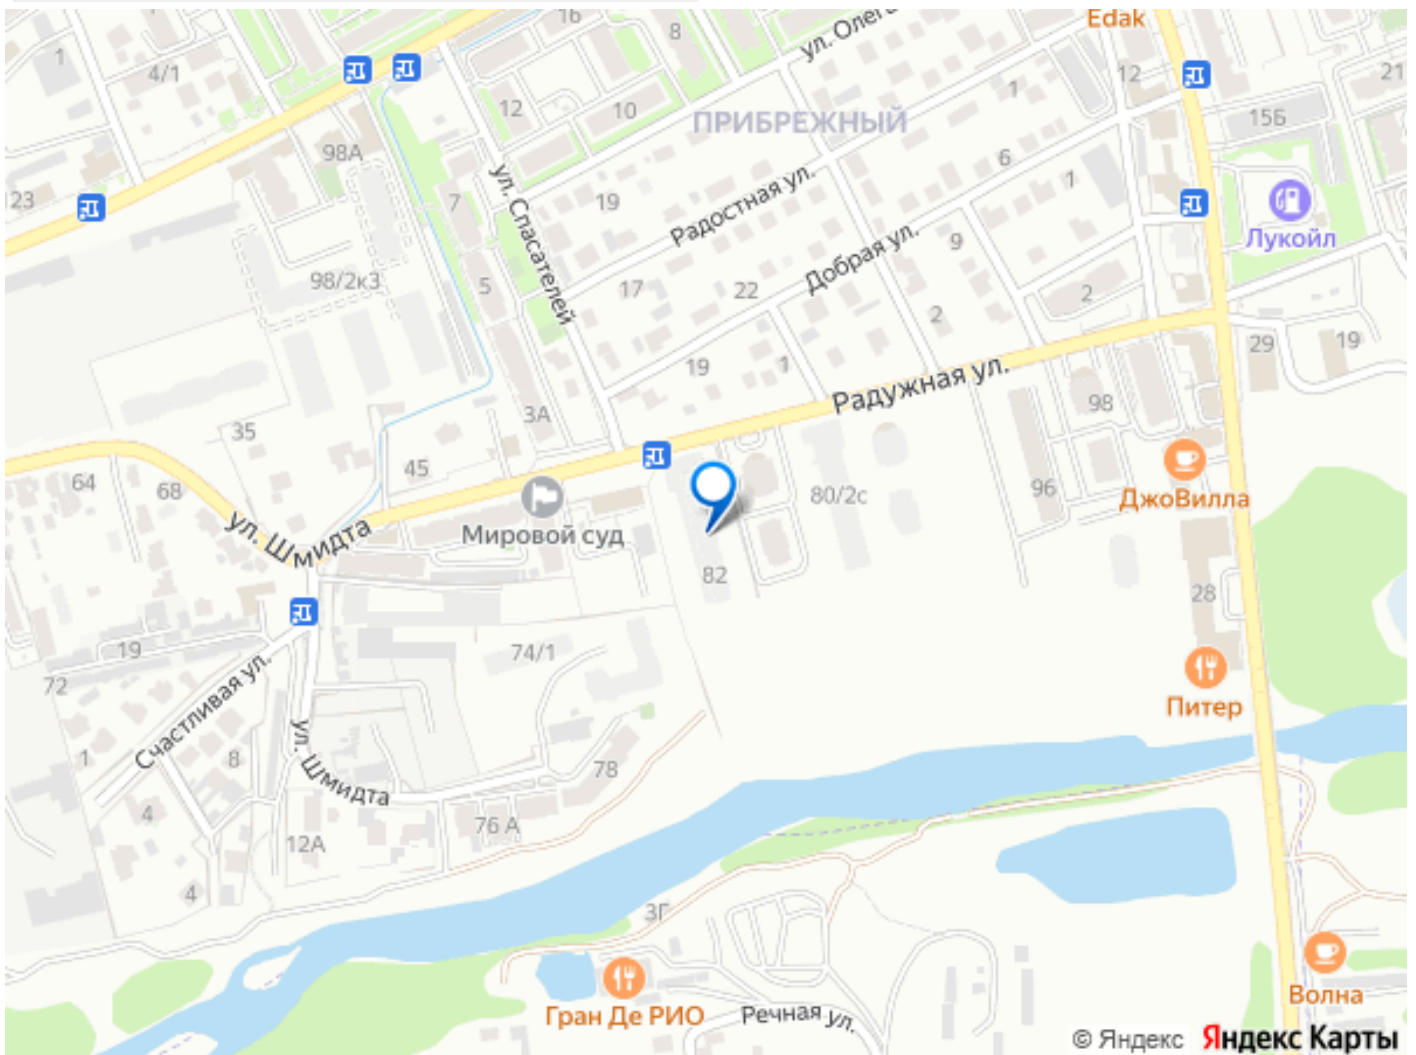 Edak
16
8
ул. Олега
1
4/1
12
21
12
10
1
ПРИБРЕЖНЫЙ
15Б
98А
6
1
23
7
ул. Спасателей
19
Радостная ул.
Лукойл
9
Добрая ул.
98/2к3
5
17
22
2
2
29
19
19
1
Радужная ул.
3А
98
35
45
64
68
96
80/2с
ДжоВилла
ул. Шмидта
Мировой суд
82
28
19
74/1
72
Питер
Счастливая ул.
ул. Шмидта
1
8
78
4
76 А
12А
4
3Г
Гран Де РИО
Речная ул.
Волна
© Яндекс Яндекс Карты